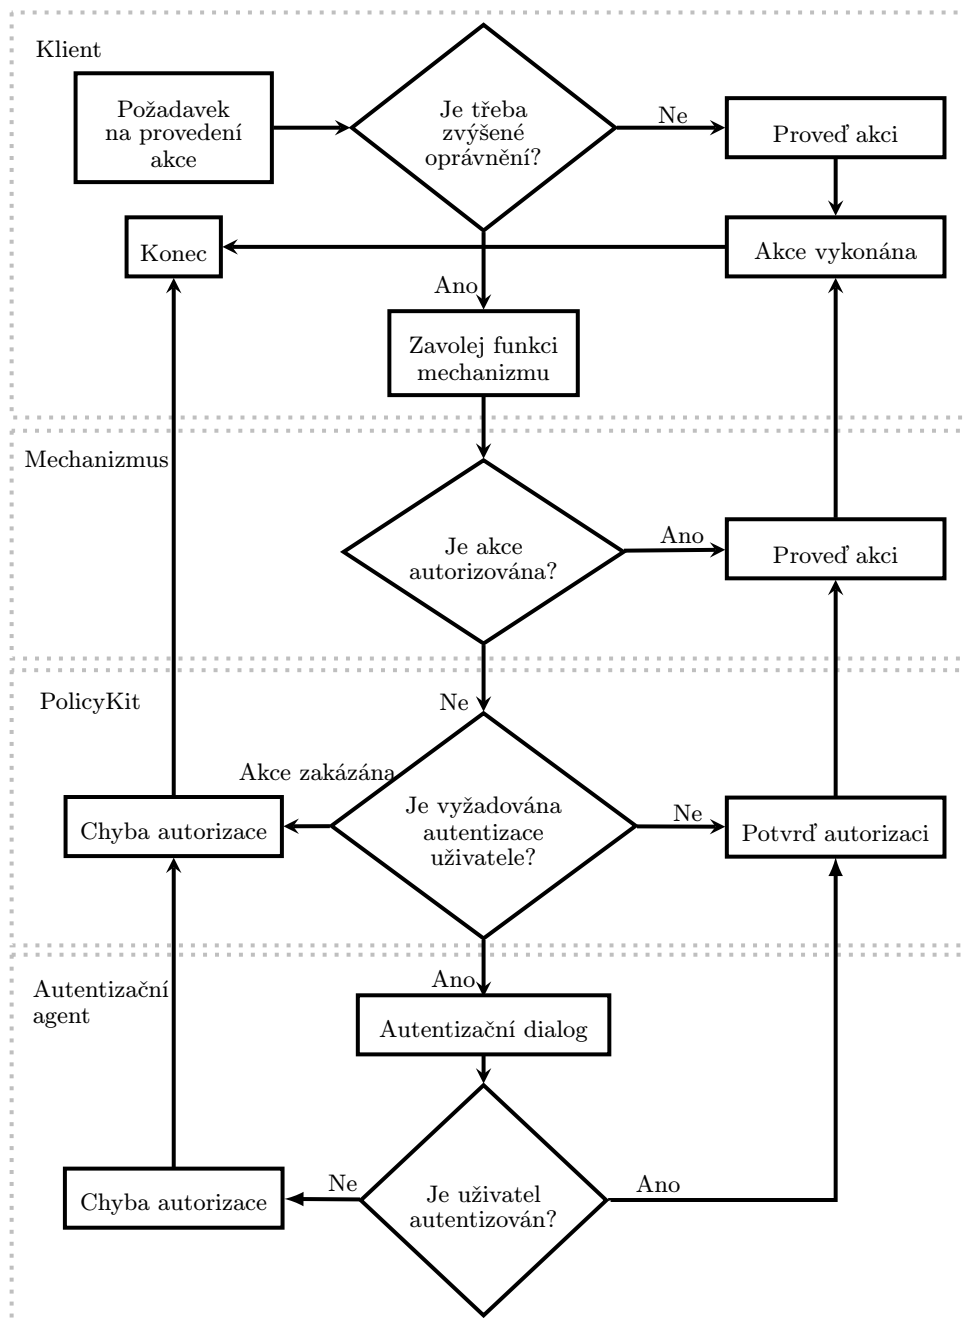 Klient
Požadavek
na provedení
akce
Je třeba
zvýšené
oprávnění?
Ne
Proveď akci
Konec
Akce vykonána
Ano
Zavolej funkci
mechanizmu
Mechanizmus
Je akce
autorizována?
Ano
Proveď akci
PolicyKit
Ne
Akce zakázána
Chyba autorizace
Je vyžadována
autentizace
uživatele?
Ne
Potvrď autorizaci
Autentizační
agent
Ano
Autentizační dialog
Chyba autorizace
Ne
Je uživatel
autentizován?
Ano